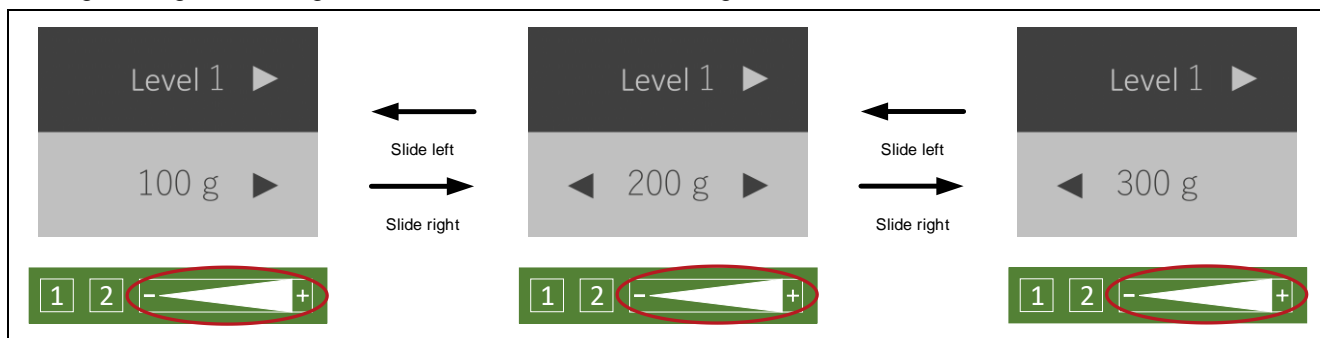 Level 1 ▶
100 g ▶
Slide left
Slide right
Level 1 ▶
◀ 200 g ▶
Slide left
Slide right
Level 1 ▶
◀ 300 g
1 2 - +
1 2 - +
1 2 - +